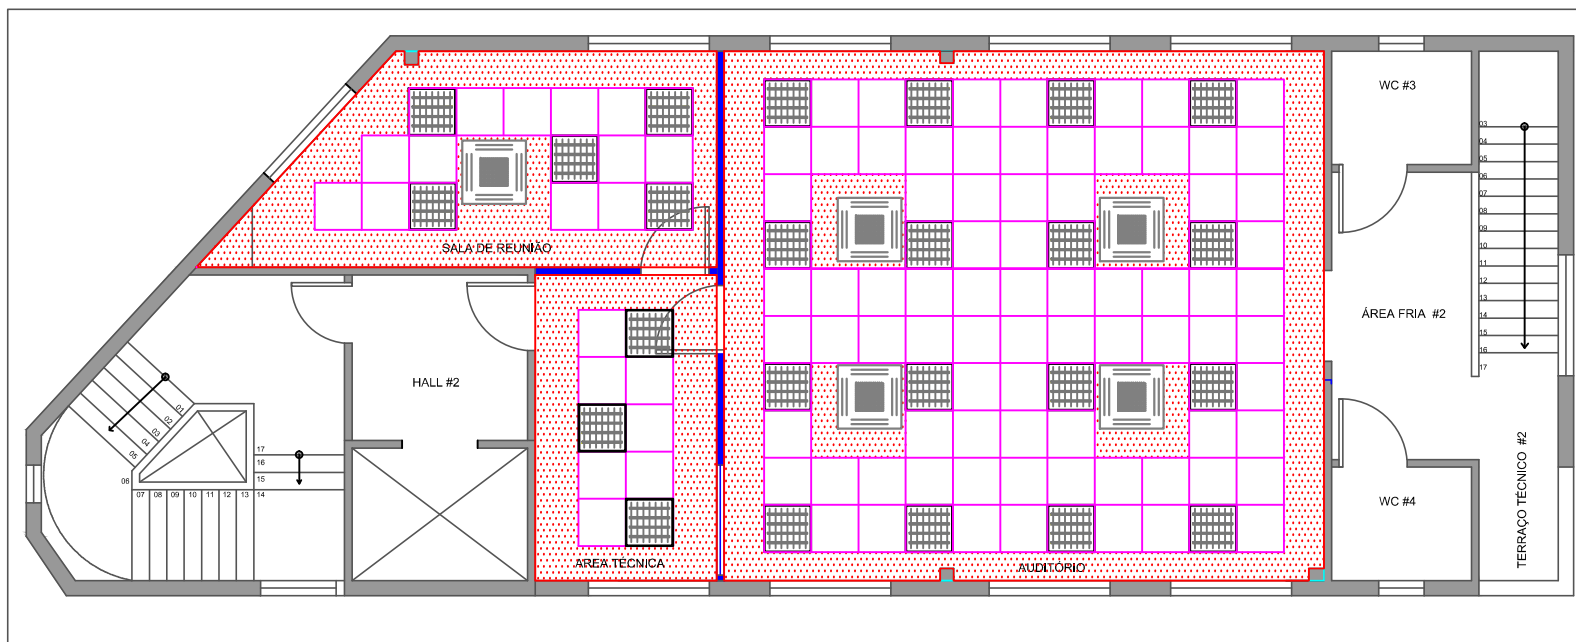 WC #3
03
04
05
06
07
08
09
10
11
12
13
14
15
16
17
SALA DE REUNIÃO
ÁREA FRIA #2
HALL #2
01
02
03
04
05
06
07 08 09 10 11 12 13 14
15
16
17
WC #4
TERRAÇO TÉCNICO #2
AREA TÉCNICA
AUDITÓRIO